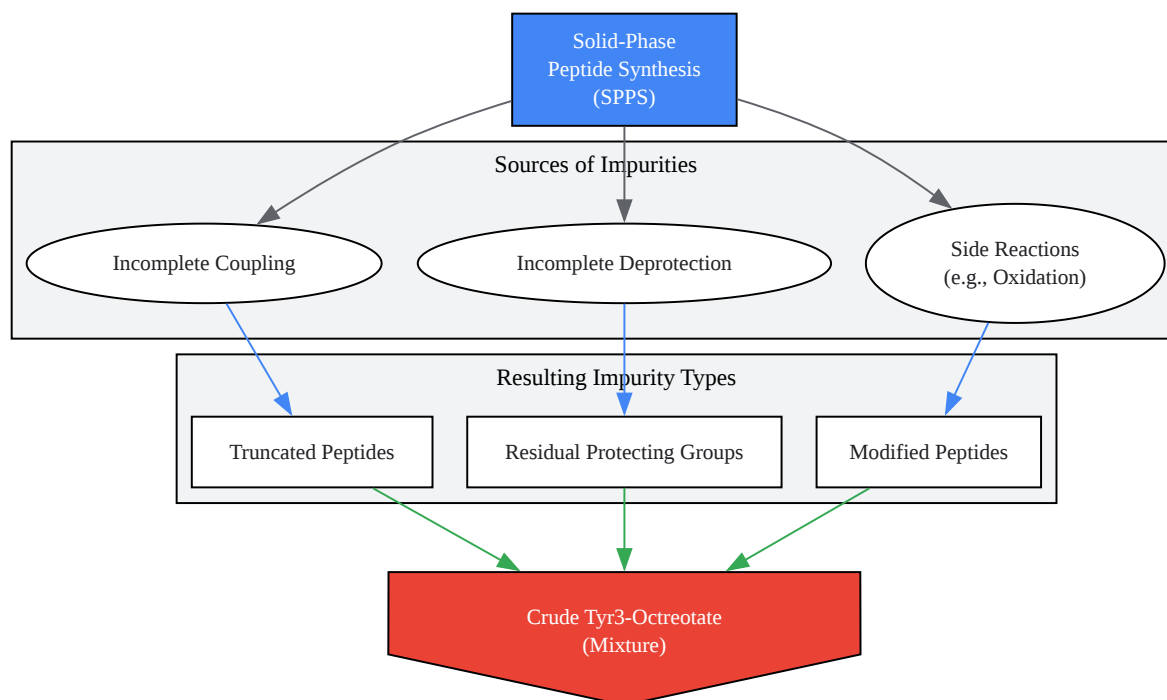 Solid-Phase
Peptide Synthesis
(SPPS)
Sources of Impurities
Incomplete Coupling
Incomplete Deprotection
Side Reactions
(e.g., Oxidation)
Resulting Impurity Types
Truncated Peptides
Residual Protecting Groups
Modified Peptides
Crude Tyr3-Octreotate
(Mixture)